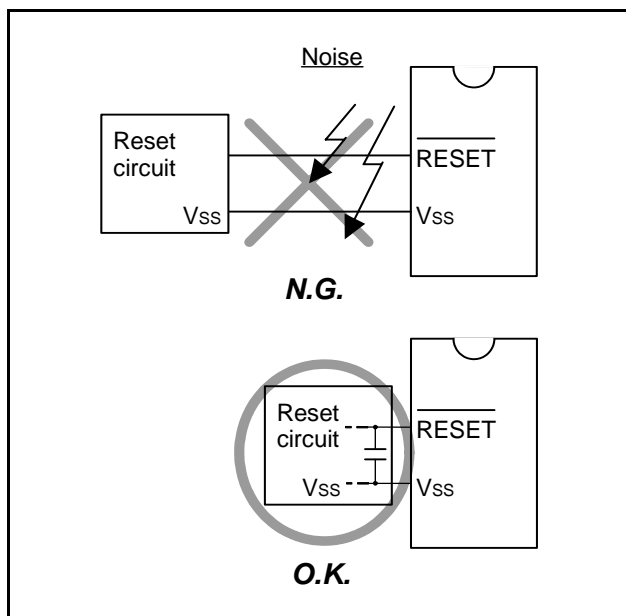 Noise
Reset
circuit
Vss
RESET
Vss
N.G.
Reset
circuit
Vss
RESET
Vss
O.K.